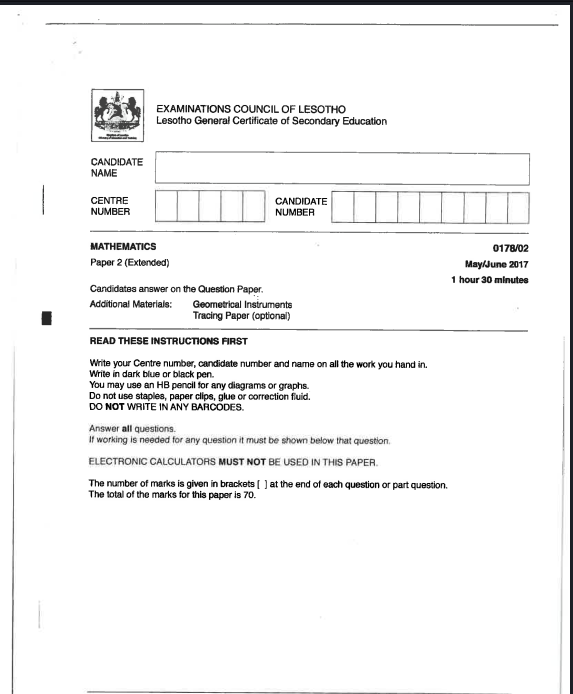 EXAMINATIONS COUNCIL OF LESOTHO
Lesotho General Certificate of Secondary Education
CANDIDATE
NAME
CENTRE
NUMBER
CANDIDATE
NUMBER
MATHEMATICS
0178/02
Paper 2 (Extended)
May/June 2017
1 hour 30 minutes
Candidates answer on the Question Paper.
Additional Materials: Geometrical Instruments
Tracing Paper (optional)
READ THESE INSTRUCTIONS FIRST
Write your Centre number, candidate number and name on all the work you hand in.
Write in dark blue or black pen.
You may use an HB pencil for any diagrams or graphs.
Do not use staples, paper clips, glue or correction fluid.
DO NOT WRITE IN ANY BARCODES.
Answer all questions.
If working is needed for any question it must be shown below that question.
ELECTRONIC CALCULATORS MUST NOT BE USED IN THIS PAPER.
The number of marks is given in brackets [ ] at the end of each question or part question.
The total of the marks for this paper is 70.